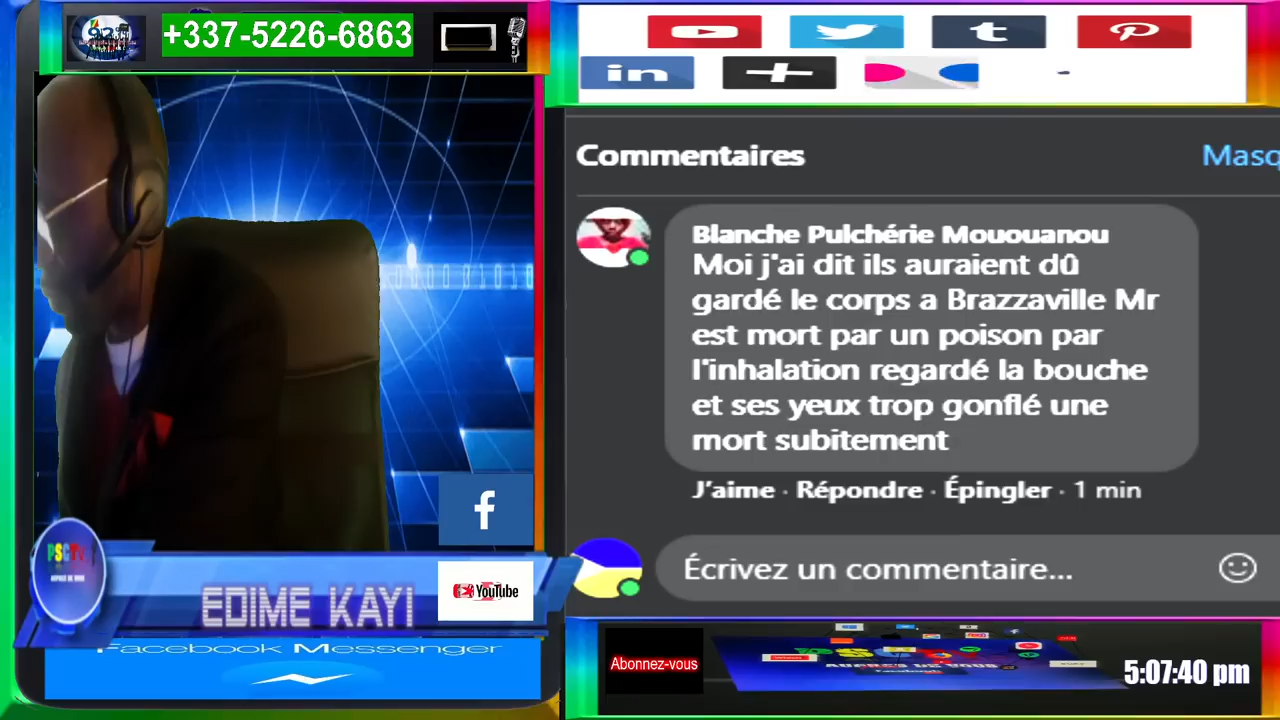 +337-5226-6863
Commentaires
Masq
Blanche Pulchérie Mououanou
Moi j'ai dit ils auraient dû
gardé le corps a Brazzaville Mr
est mort par un poison par
l'inhalation regardé la bouche
et ses yeux trop gonflé une
mort subitement
J'aime · Répondre · Épingler · 1 min
Écrivez un commentaire...
EDIME KAYI
YouTube
Facebook Messenger
Abonnez-vous
5:07:40 pm